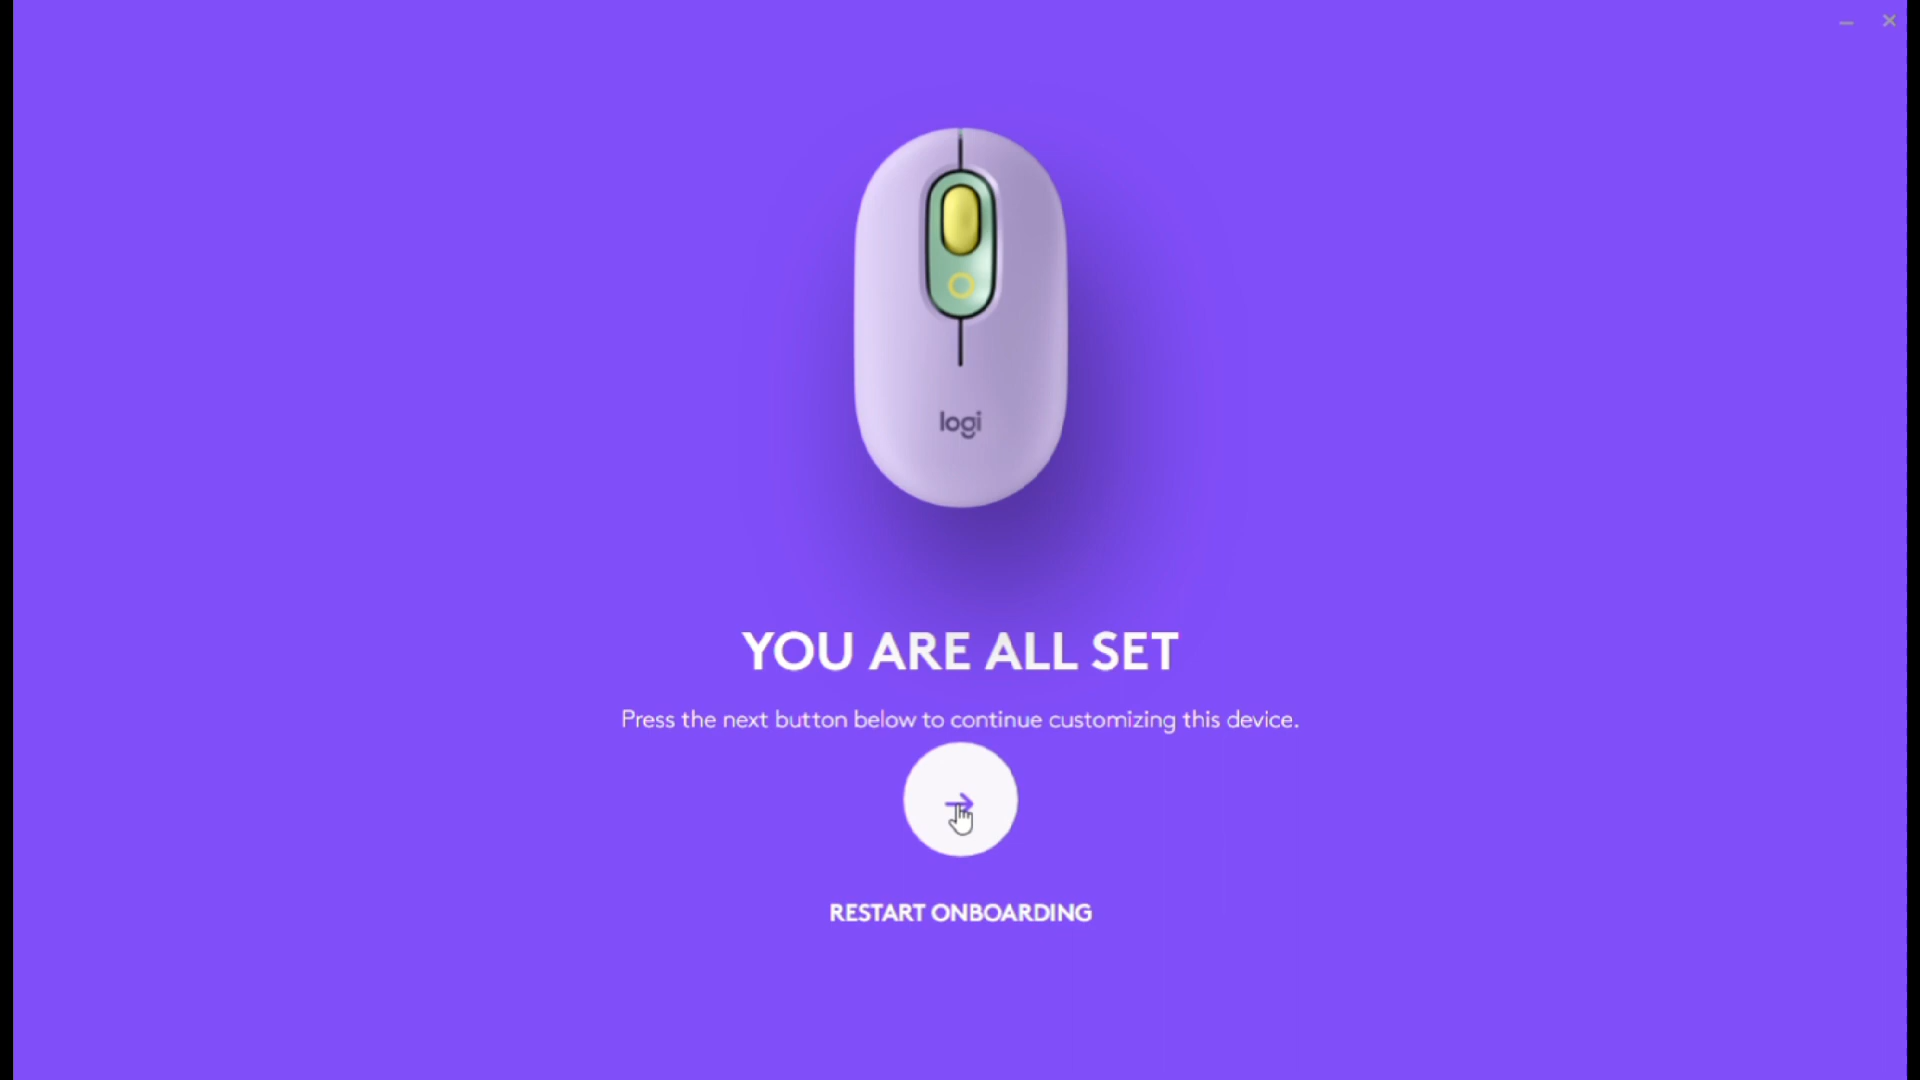 logi
YOU ARE ALL SET
Press the next button below to continue customizing this device.
RESTART ONBOARDING